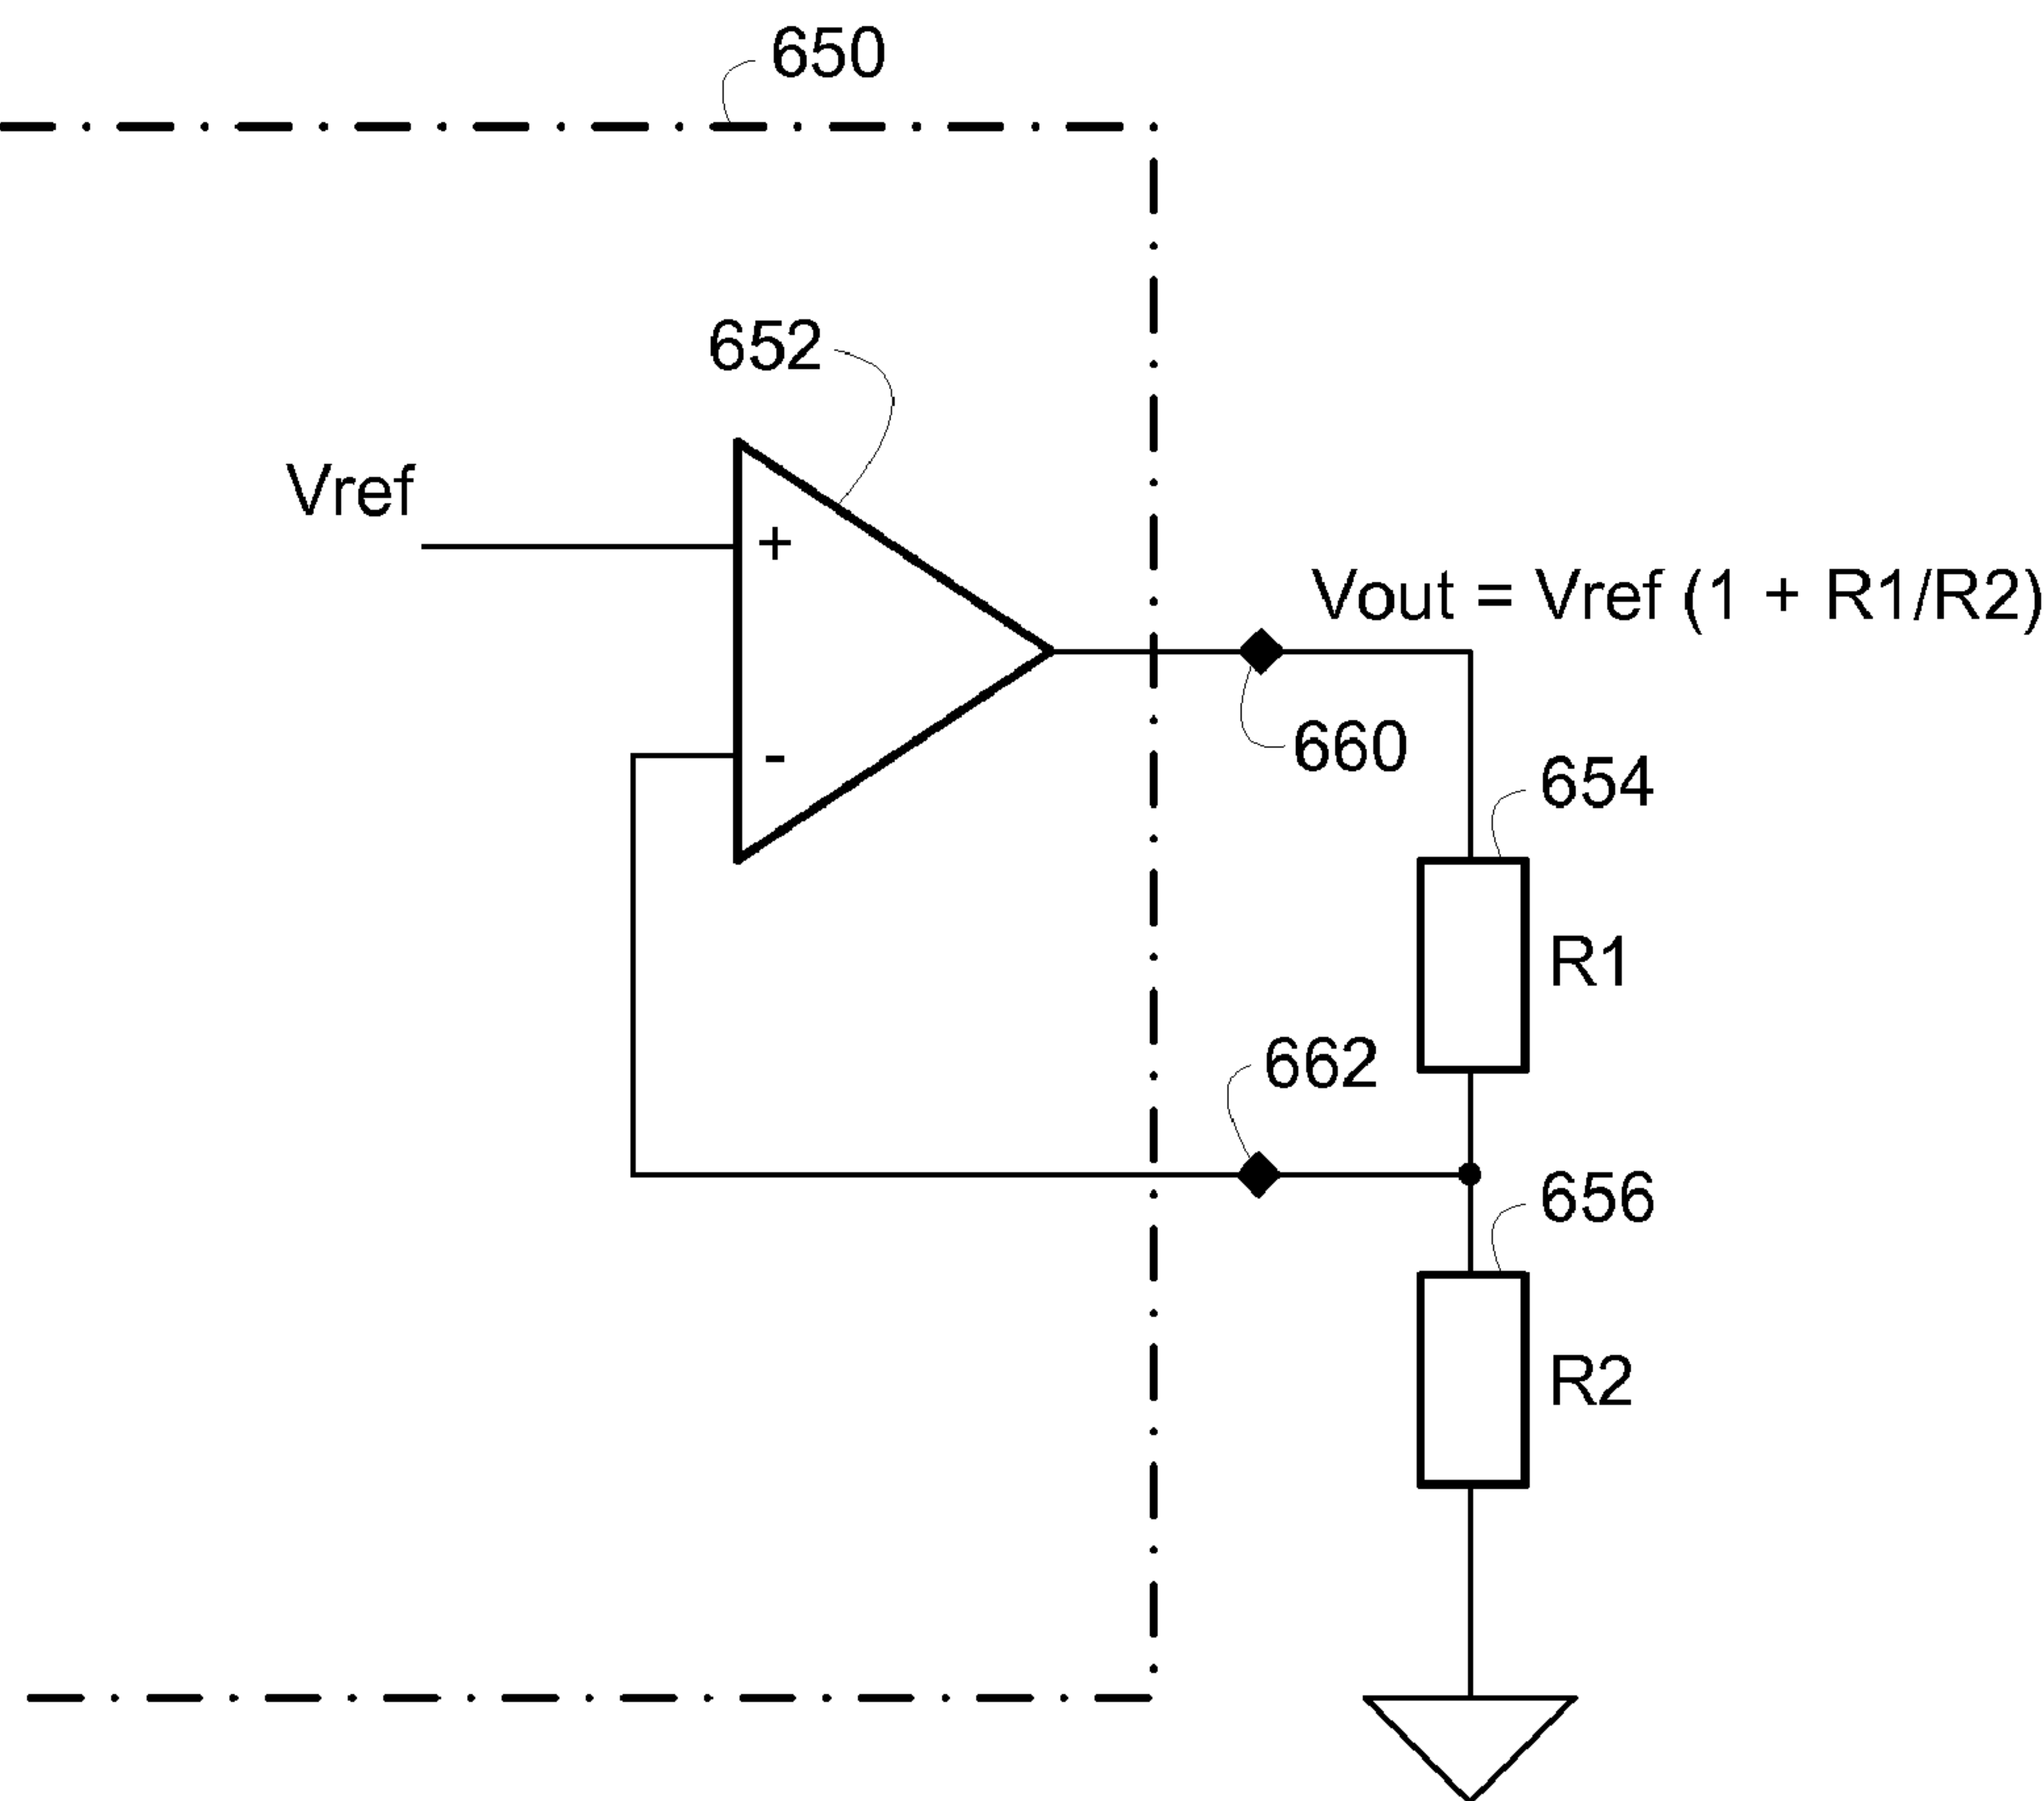 650
652
Vref
+
Vout = Vref (1 + R1/R2)
660
-
654
R1
662
656
R2